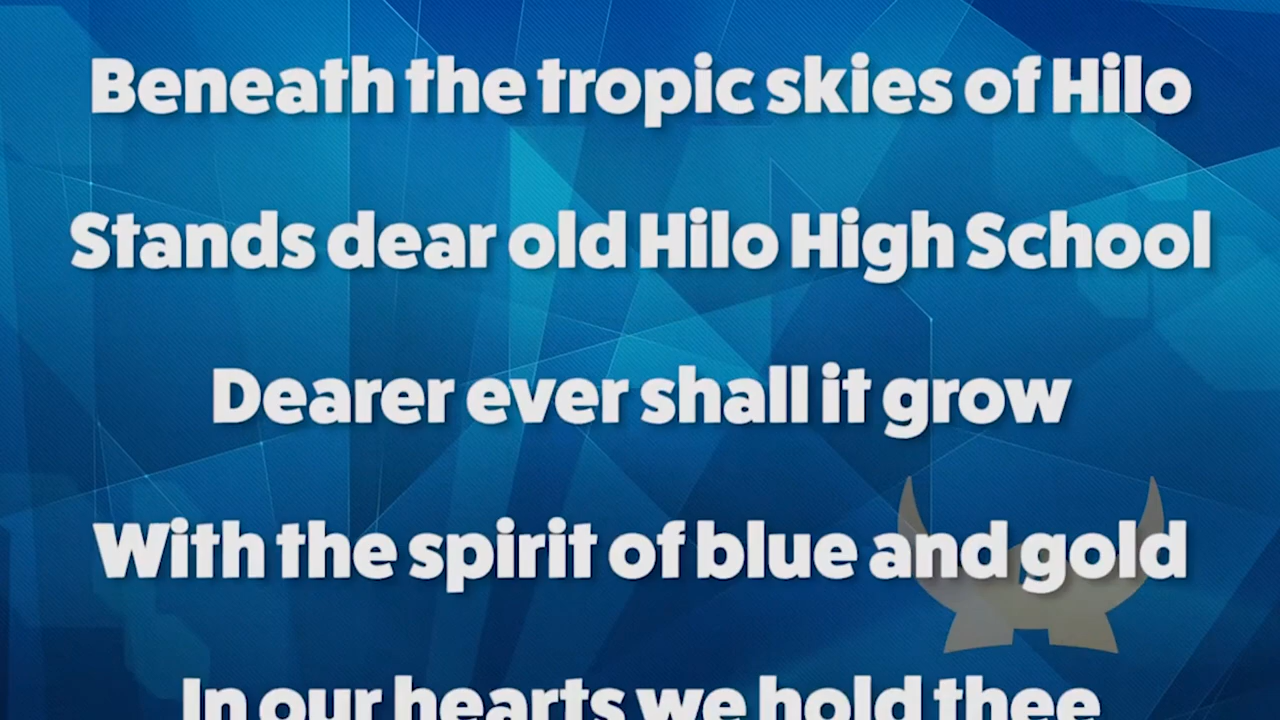 Beneath the tropic skies of Hilo
Stands dear old Hilo High School
Dearer ever shall it grow
With the spirit of blue and gold
In our hearts we hold thee